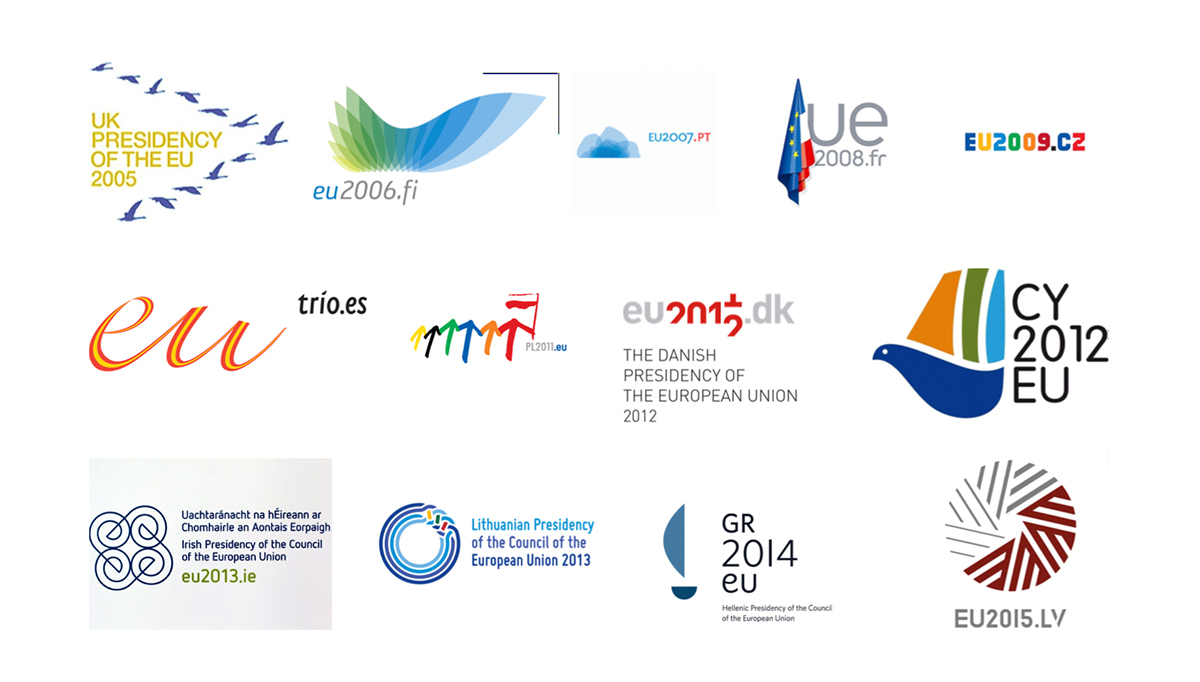 UK
PRESIDENCY
OF THE EU
2005
eu2006.fi
EU2007.PT
ue
2008.fr
EU2009.CZ
eu
trío.es
PL2011.eu
eu2012.dk
THE DANISH
PRESIDENCY OF
THE EUROPEAN UNION
2012
CY
2012
EU
Uachtaránacht na hÉireann ar
Chomhairle an Aontais Eorpaigh
Irish Presidency of the Council
of the European Union
eu2013.ie
Lithuanian Presidency
of the Council of the
European Union 2013
GR
2014
eu
Hellenic Presidency of the Council
of the European Union
EU2015.LV